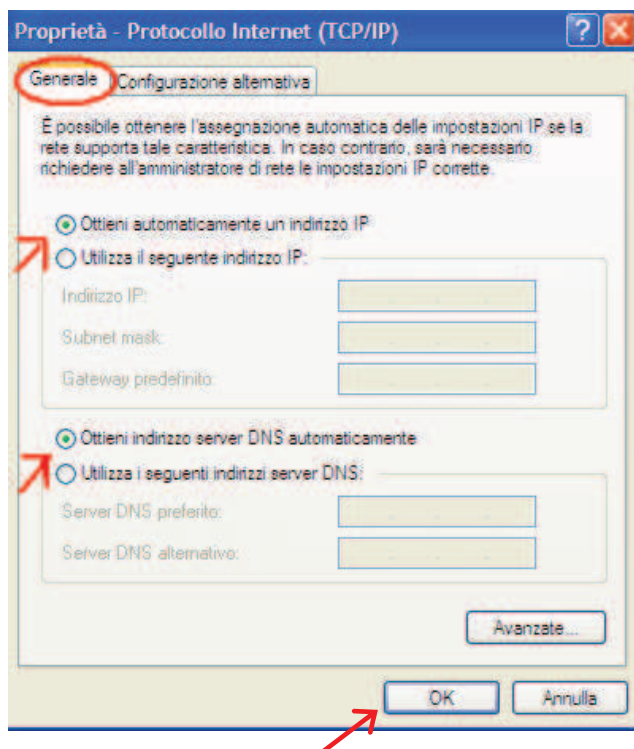 Proprietà - Protocollo Internet (TCP/IP)
Generale Configurazione alternativa
È possibile ottenere l'assegnazione automatica delle impostazioni IP se la
rete supporta tale caratteristica. In caso contrario, sarà necessario
richiedere all'amministratore di rete le impostazioni IP corrette.
Ottieni automaticamente un indirizzo IP
Utilizza il seguente indirizzo IP:
Indirizzo IP:
Subnet mask:
Gateway predefinito:
Ottieni indirizzo server DNS automaticamente
Utilizza i seguenti indirizzi server DNS:
Server DNS preferito:
Server DNS alternativo:
Avanzate...
OK Annulla